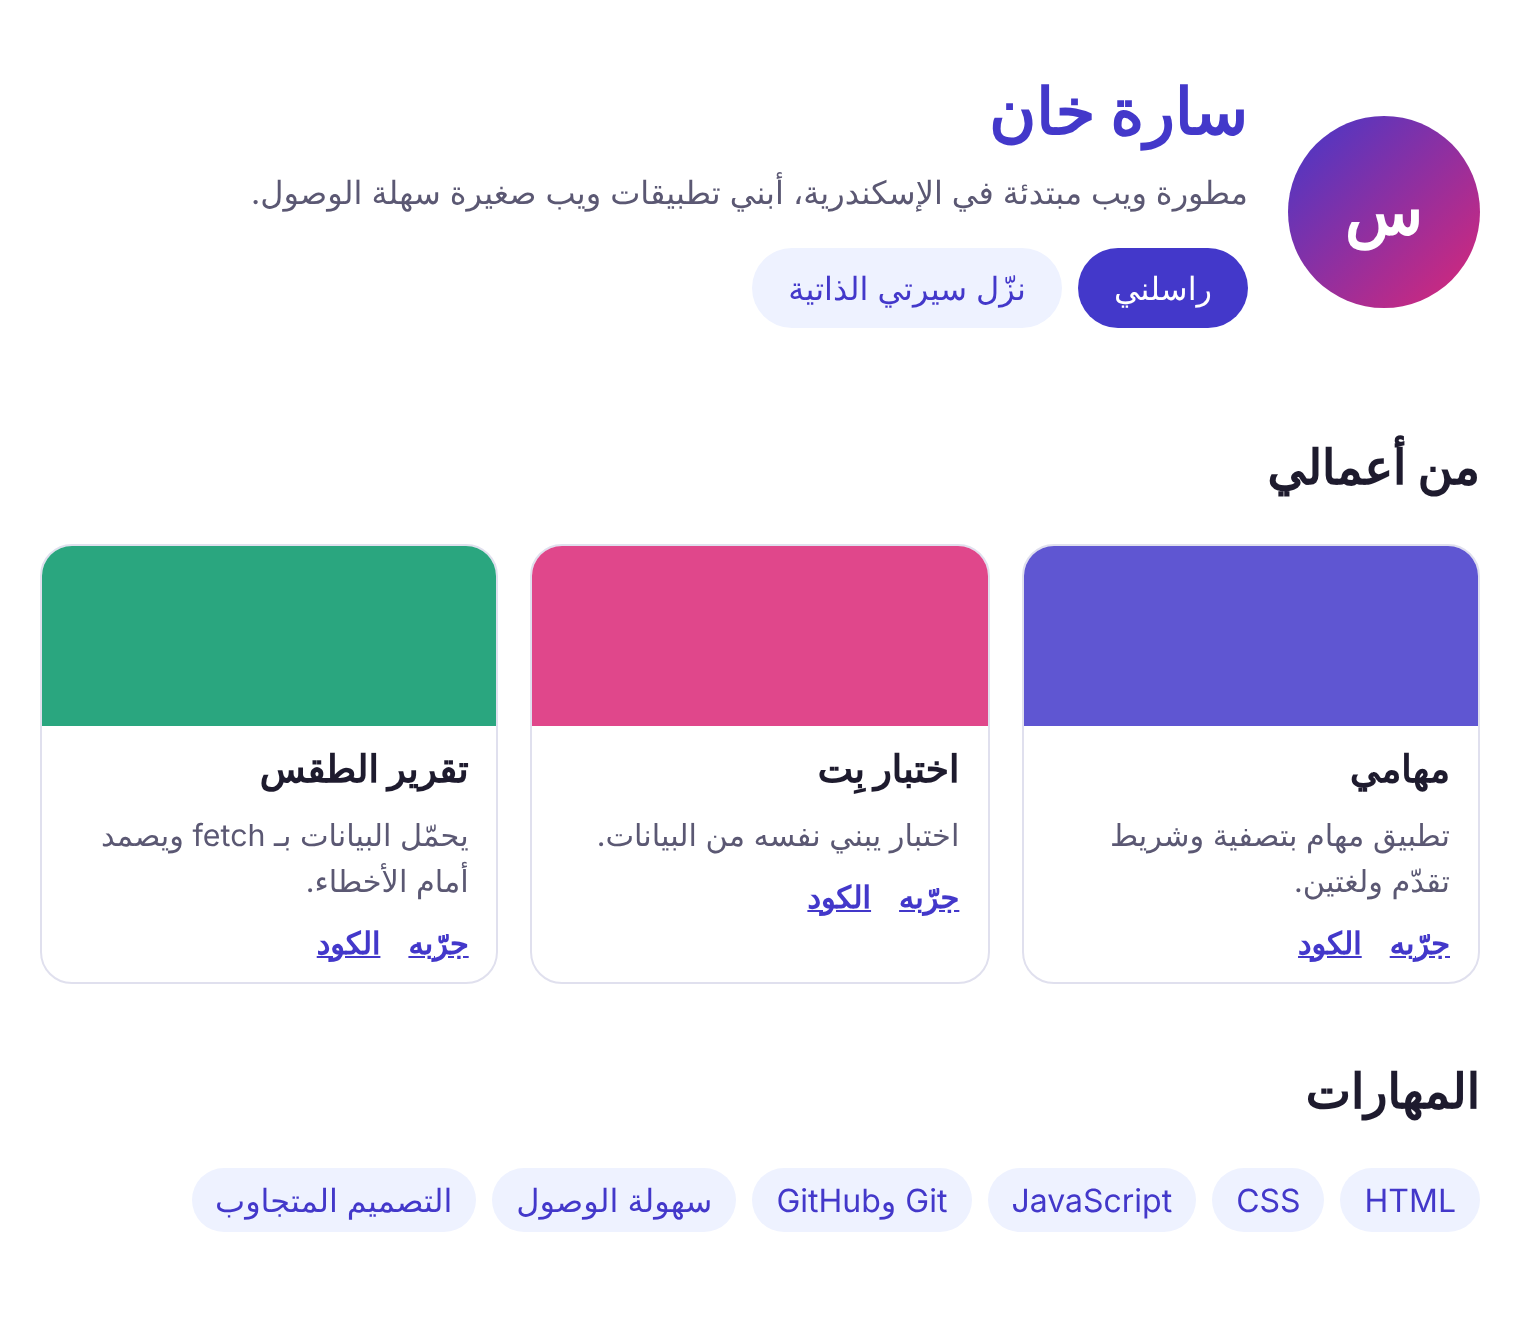 س
سارة خان
مطورة ويب مبتدئة في الإسكندرية، أبني تطبيقات ويب صغيرة سهلة الوصول.
راسلني
نزّل سيرتي الذاتية
من أعمالي
مهامي
تطبيق مهام بتصفية وشريط
تقدّم ولغتين.
جرّبه الكود
اختبار بِت
اختبار يبني نفسه من البيانات.
جرّبه الكود
تقرير الطقس
يحمّل البيانات بـ fetch ويصمد
أمام الأخطاء.
جرّبه الكود
المهارات
HTML
CSS
JavaScript
Git وGitHub
سهولة الوصول
التصميم المتجاوب